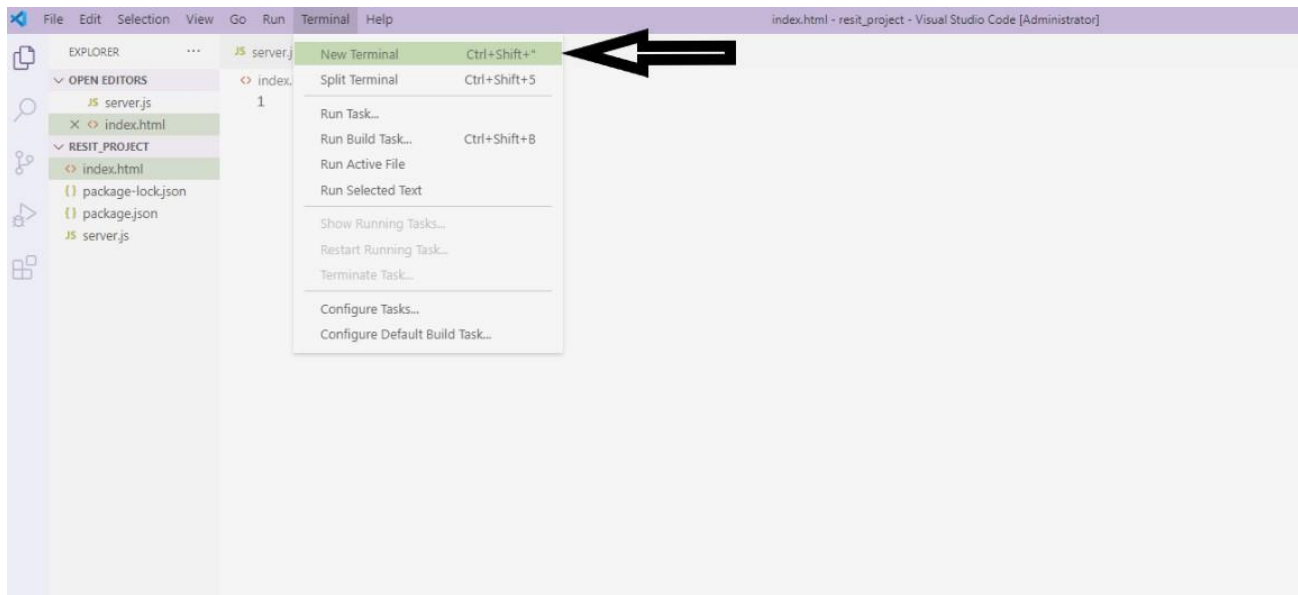 File Edit Selection View Go Run Terminal Help index.html - resit_project - Visual Studio Code [Administrator]
EXPLORER ...
OPEN EDITORS
JS server.js
<> index.html
RESIT_PROJECT
<> index.html
{} package-lock.json
{} package.json
JS server.js
JS server.j
<> index.
1
New Terminal Ctrl+Shift+"
Split Terminal Ctrl+Shift+5
Run Task...
Run Build Task... Ctrl+Shift+B
Run Active File
Run Selected Text
Show Running Tasks...
Restart Running Task...
Terminate Task...
Configure Tasks...
Configure Default Build Task...